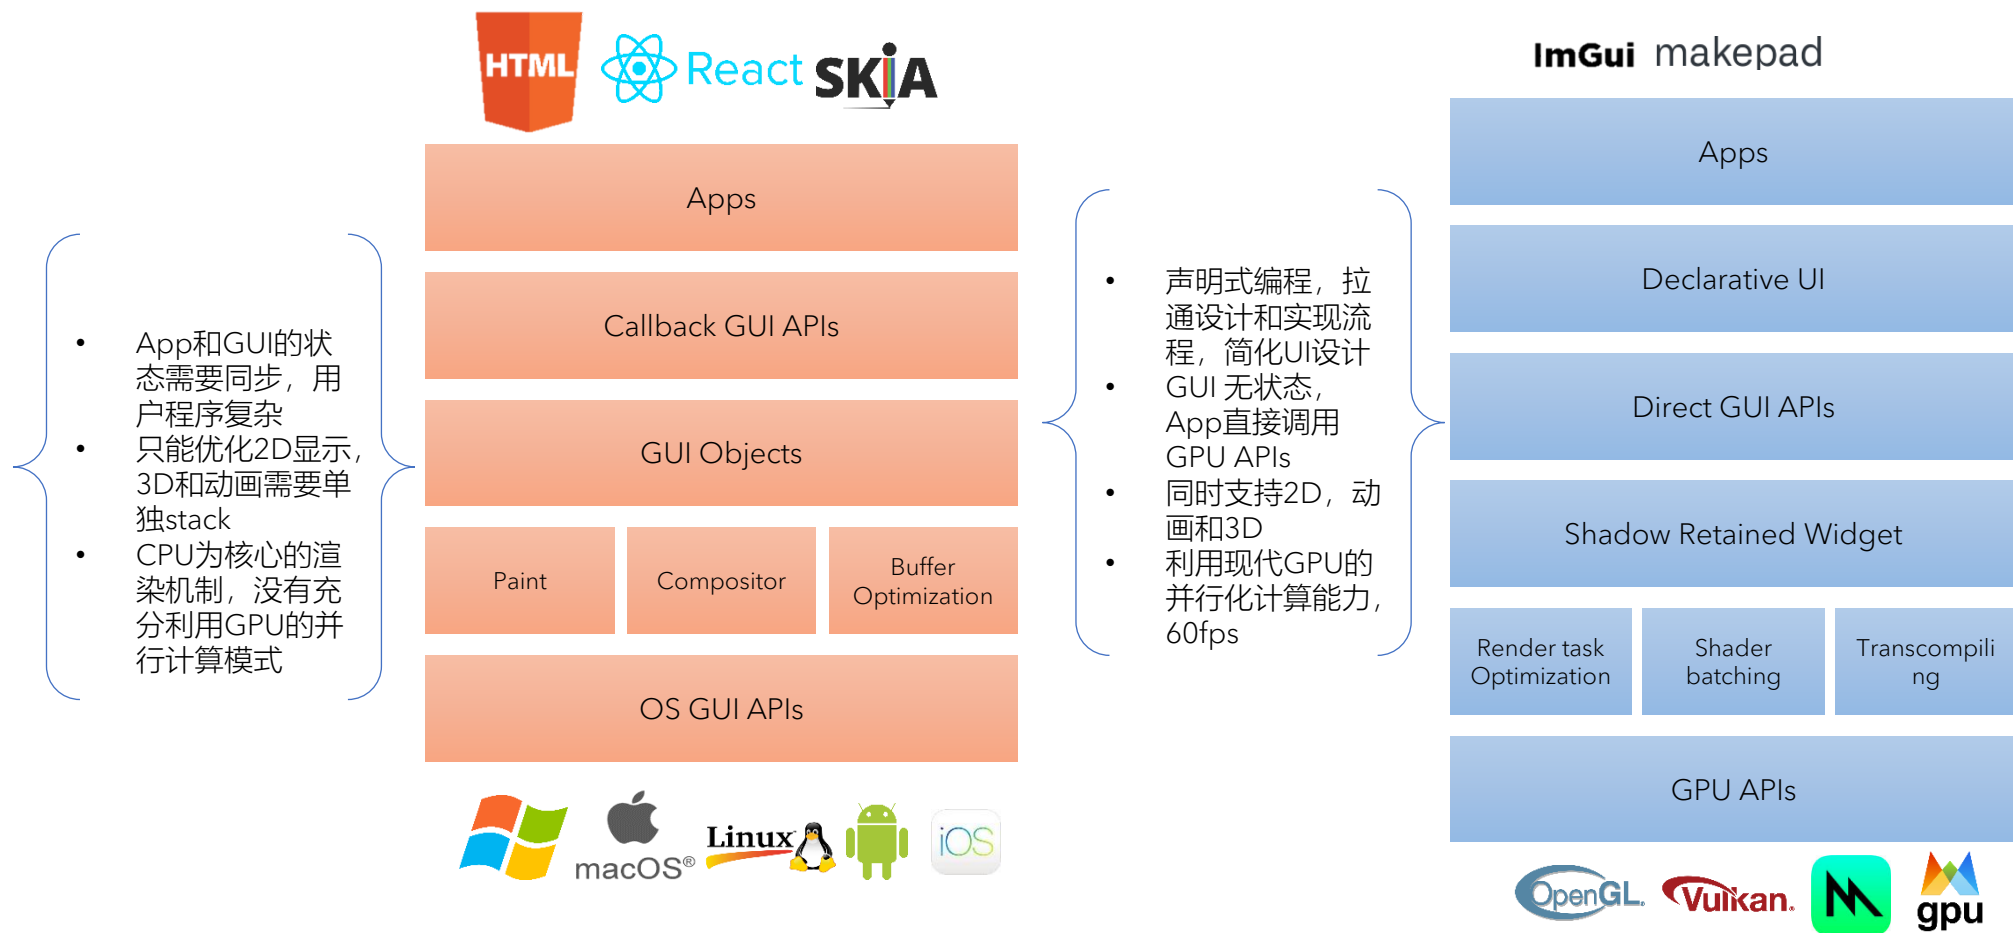 HTML
React
SKiA
Apps
Callback GUI APIs
GUI Objects
Paint
Compositor
Buffer
Optimization
OS GUI APIs
macOS®
Linux
iOS
• App和GUI的状
态需要同步，用
户程序复杂
• 只能优化2D显示，
3D和动画需要单
独stack
• CPU为核心的渲
染机制，没有充
分利用GPU的并
行计算模式
• 声明式编程，拉
通设计和实现流
程，简化UI设计
• GUI 无状态，
App直接调用
GPU APIs
• 同时支持2D，动
画和3D
• 利用现代GPU的
并行化计算能力，
60fps
ImGui
makepad
Apps
Declarative UI
Direct GUI APIs
Shadow Retained Widget
Render task
Optimization
Shader
batching
Transcompili
ng
GPU APIs
OpenGL.
Vulkan.
gpu